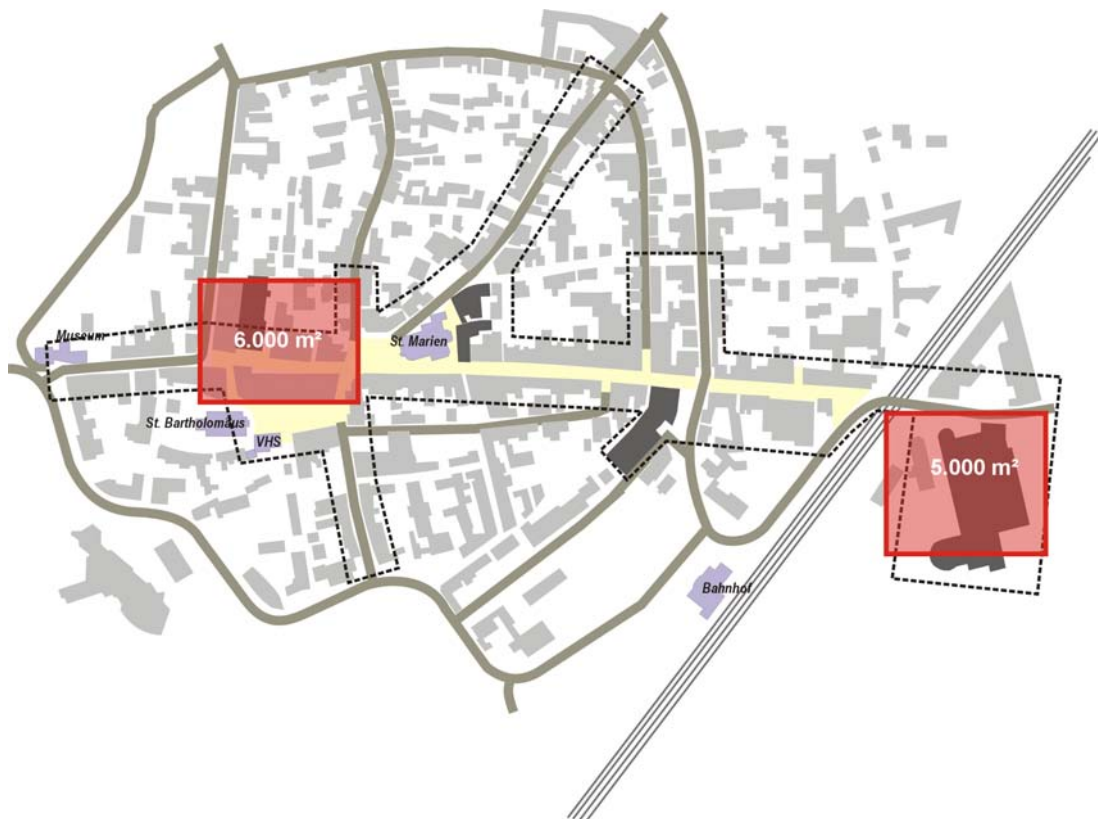 Museum
6.000 m²
St. Marien
St. Bartholomäus
VHS
5.000 m²
Bahnhof